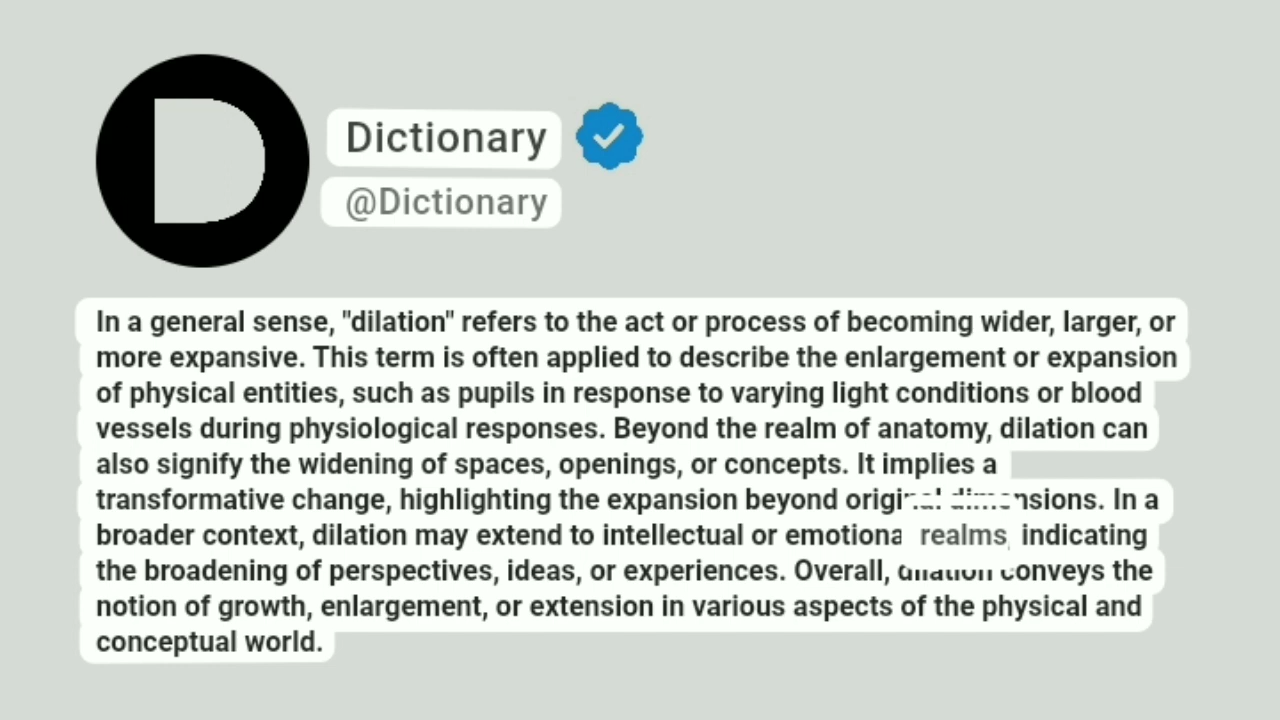 D
Dictionary
@Dictionary
In a general sense, "dilation" refers to the act or process of becoming wider, larger, or
more expansive. This term is often applied to describe the enlargement or expansion
of physical entities, such as pupils in response to varying light conditions or blood
vessels during physiological responses. Beyond the realm of anatomy, dilation can
also signify the widening of spaces, openings, or concepts. It implies a
transformative change, highlighting the expansion beyond original dimensions. In a
broader context, dilation may extend to intellectual or emotional realms, indicating
the broadening of perspectives, ideas, or experiences. Overall, dilation conveys the
notion of growth, enlargement, or extension in various aspects of the physical and
conceptual world.